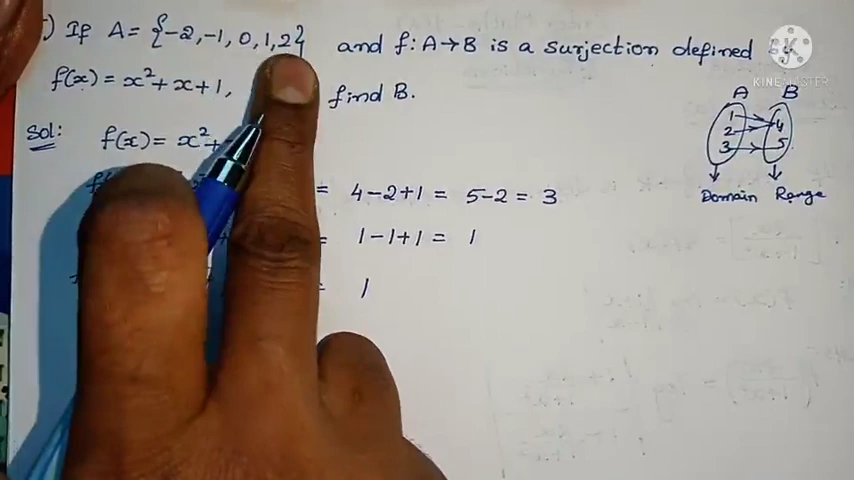 If A = {-2, -1, 0, 1, 2} and f: A→B is a surjection defined by
f(x) = x² + x + 1, find B.
Sol: f(x) = x² +
= 4 - 2 + 1 = 5 - 2 = 3
= 1 - 1 + 1 = 1
= 1
A B
1 4
2 5
3
Domain Range
KINEMASTER